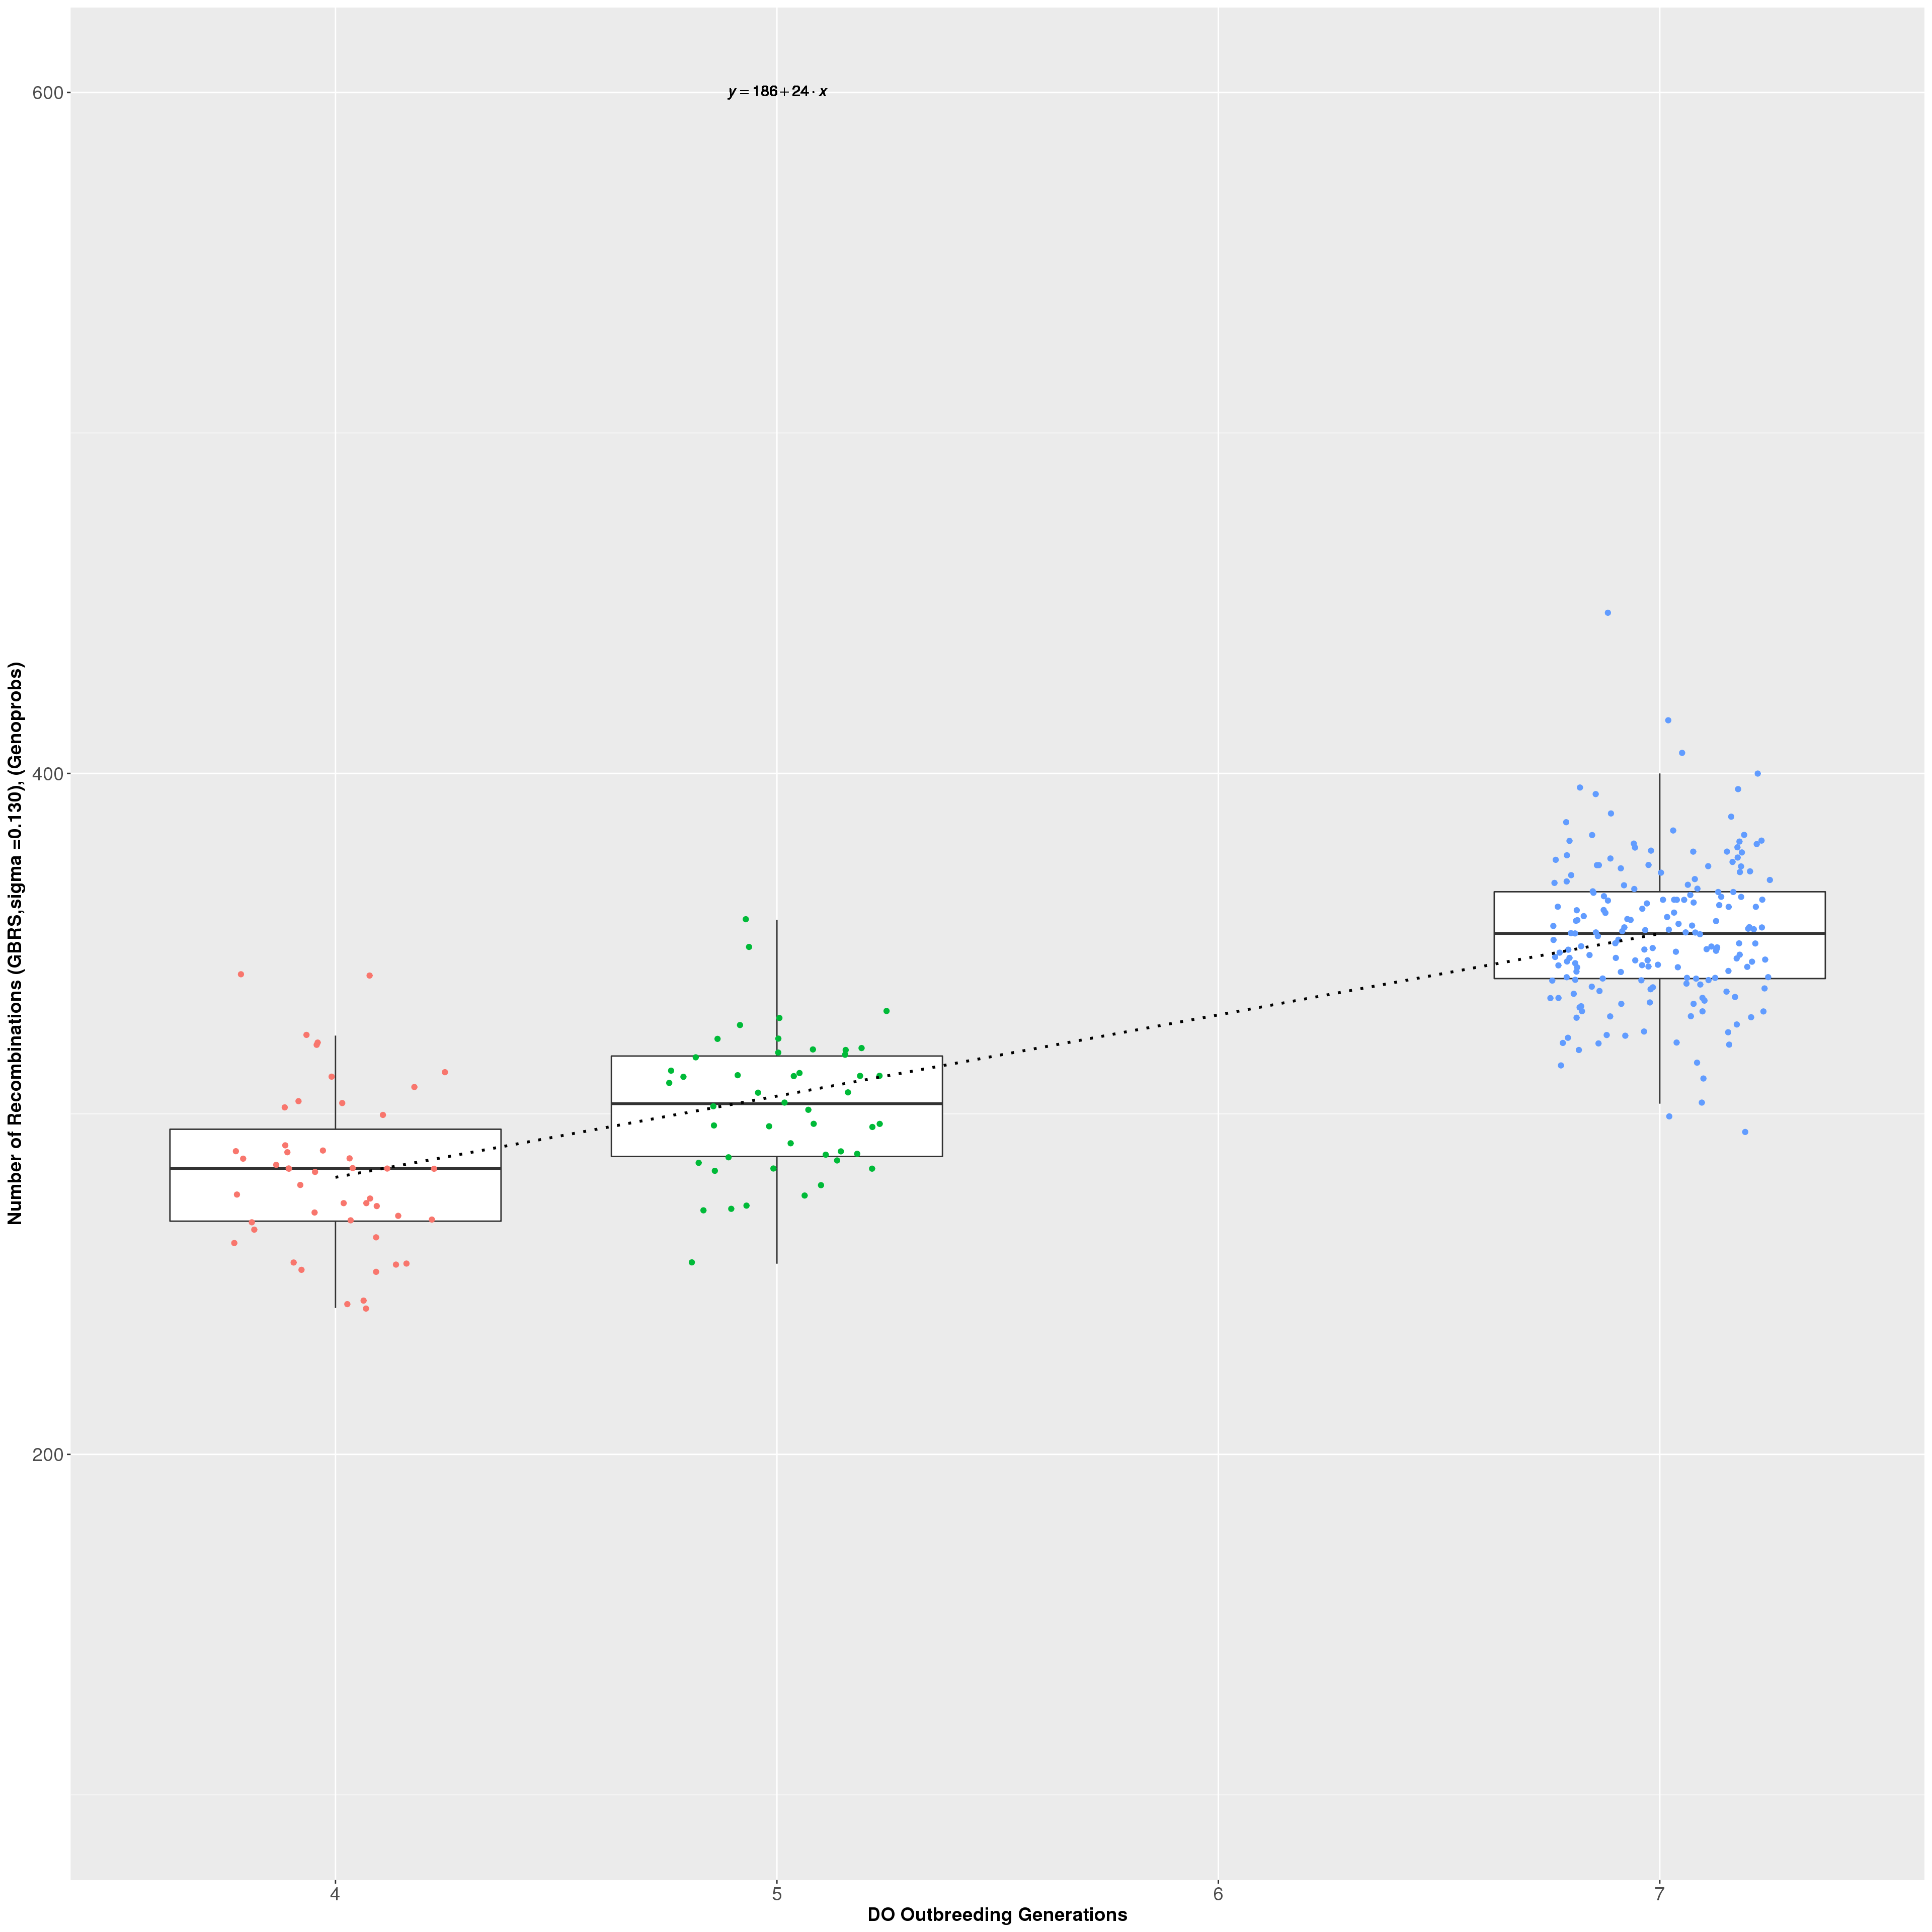 y = 186+24 · x
600
400
200
Number of Recombinations (GBRS,sigma =0.130), (Genoprobs)
4 5 6 7
DO Outbreeding Generations